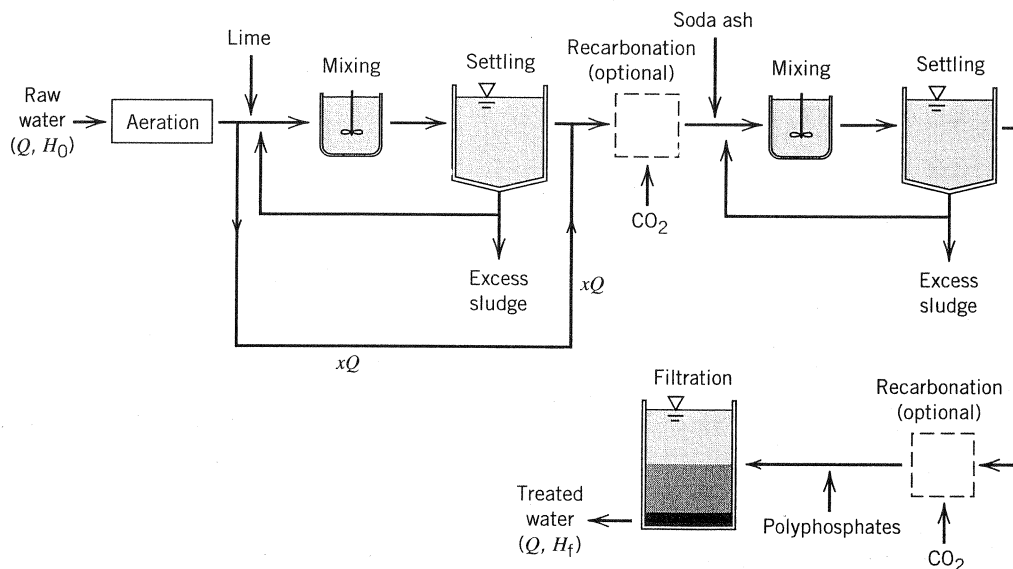 Raw
water
(Q, H0)
Aeration
Lime
Mixing
Settling
Excess
sludge
xQ
xQ
Recarbonation
(optional)
CO2
Soda ash
Mixing
Settling
Excess
sludge
Recarbonation
(optional)
CO2
Polyphosphates
Filtration
Treated
water
(Q, Hf)